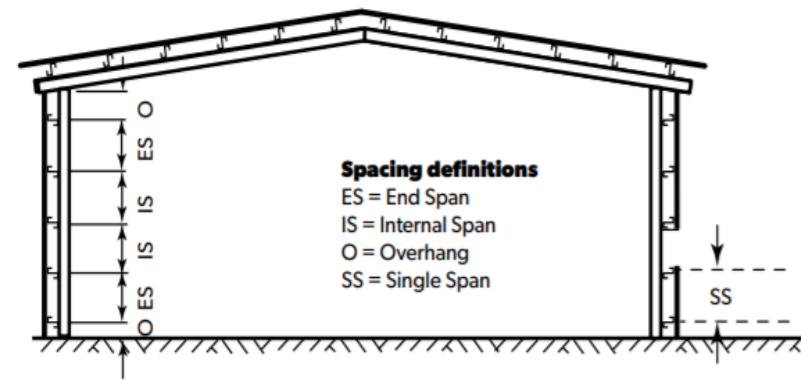 O
ES
IS
IS
ES
O
Spacing definitions
ES = End Span
IS = Internal Span
O = Overhang
SS = Single Span
SS